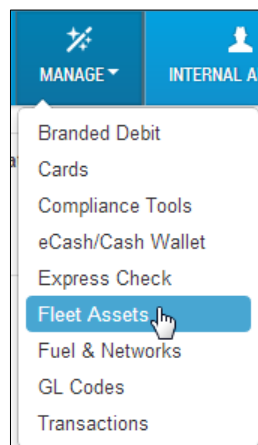 MANAGE
INTERNAL A
Branded Debit
Cards
Compliance Tools
eCash/Cash Wallet
Express Check
Fleet Assets
Fuel & Networks
GL Codes
Transactions